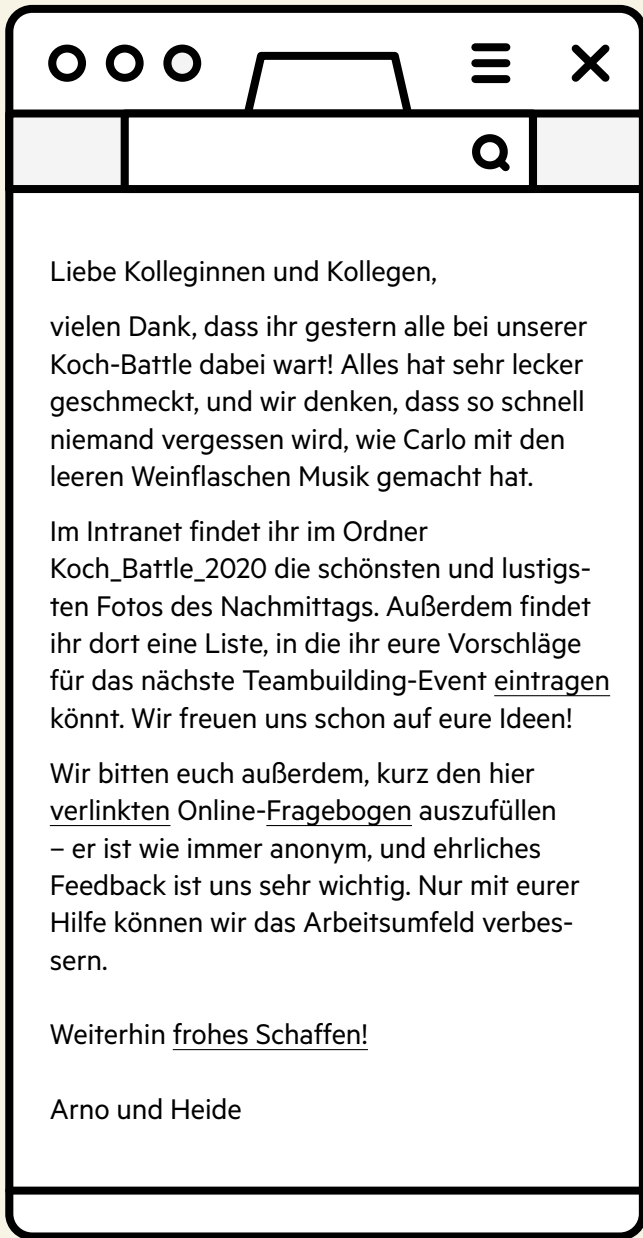 Liebe Kolleginnen und Kollegen,
vielen Dank, dass ihr gestern alle bei unserer
Koch-Battle dabei wart! Alles hat sehr lecker
geschmeckt, und wir denken, dass so schnell
niemand vergessen wird, wie Carlo mit den
leeren Weinflaschen Musik gemacht hat.
Im Intranet findet ihr im Ordner
Koch_Battle_2020 die schönsten und lustigs-
ten Fotos des Nachmittags. Außerdem findet
ihr dort eine Liste, in die ihr eure Vorschläge
für das nächste Teambuilding-Event eintragen
könnt. Wir freuen uns schon auf eure Ideen!
Wir bitten euch außerdem, kurz den hier
verlinkten Online-Fragebogen auszufüllen
– er ist wie immer anonym, und ehrliches
Feedback ist uns sehr wichtig. Nur mit eurer
Hilfe können wir das Arbeitsumfeld verbes-
sern.
Weiterhin frohes Schaffen!
Arno und Heide